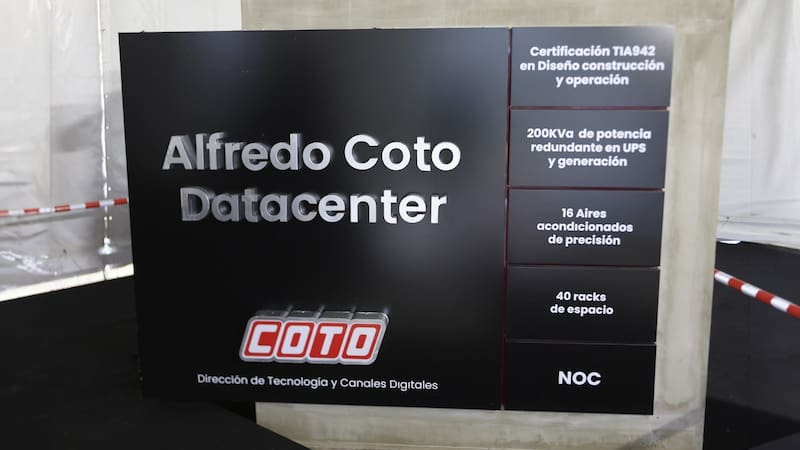 Alfredo Coto
Datacenter
COTO
Dirección de Tecnología y Canales Digitales
Certificación TIA942
en Diseño construcción
y operación
200KVa de potencia
redundante en UPS
y generación
16 Aires
acondicionados
de precisión
40 racks
de espacio
NOC